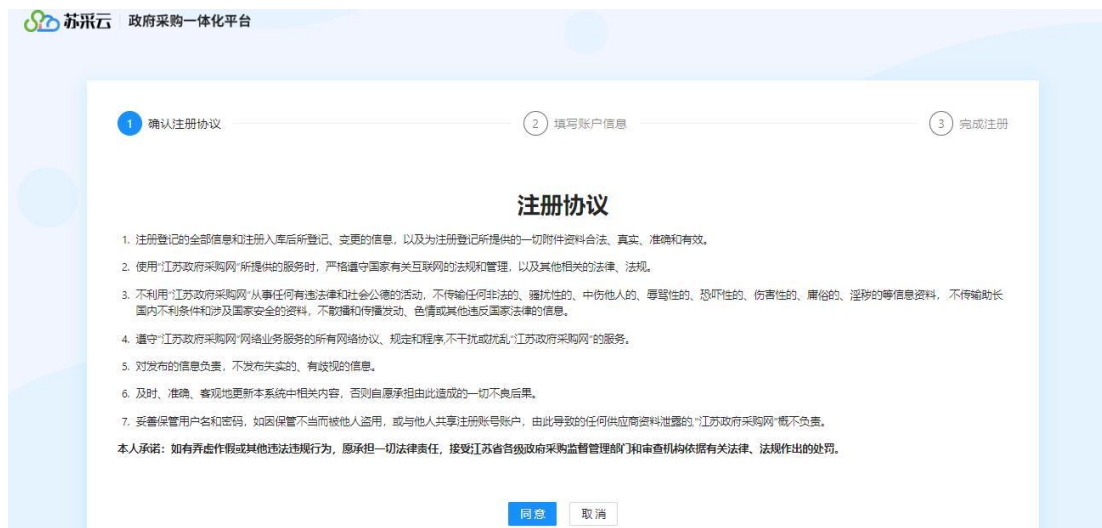 苏采云 政府采购一体化平台
1 确认注册协议 2 填写账户信息 3 完成注册
注册协议
1. 注册登记的全部信息和注册入库后所登记、变更的信息，以及为注册登记所提供的一切附件资料合法、真实、准确和有效。
2. 使用“江苏政府采购网”所提供的服务时，严格遵守国家有关互联网的法规和管理，以及其他相关的法律、法规。
3. 不利用“江苏政府采购网”从事任何有违法律和社会公德的活动，不传输任何非法的、骚扰性的、中伤他人的、辱骂性的、恐吓性的、伤害性的、庸俗的、淫秽的等信息资料， 不传输助长
国内不利条件和涉及国家安全的资料，不散播和传播发动、色情或其他违反国家法律的信息。
4. 遵守“江苏政府采购网”网络业务服务的所有网络协议、规定和程序,不干扰或扰乱“江苏政府采购网”的服务。
5. 对发布的信息负责，不发布失实的、有歧视的信息。
6. 及时、准确、客观地更新本系统中相关内容，否则自愿承担由此造成的一切不良后果。
7. 妥善保管用户名和密码，如因保管不当而被他人盗用，或与他人共享注册账号账户，由此导致的任何供应商资料泄露的,“江苏政府采购网”概不负责。
本人承诺：如有弄虚作假或其他违法违规行为，愿承担一切法律责任，接受江苏省各级政府采购监督管理部门和审查机构依据有关法律、法规作出的处罚。
同意 取消